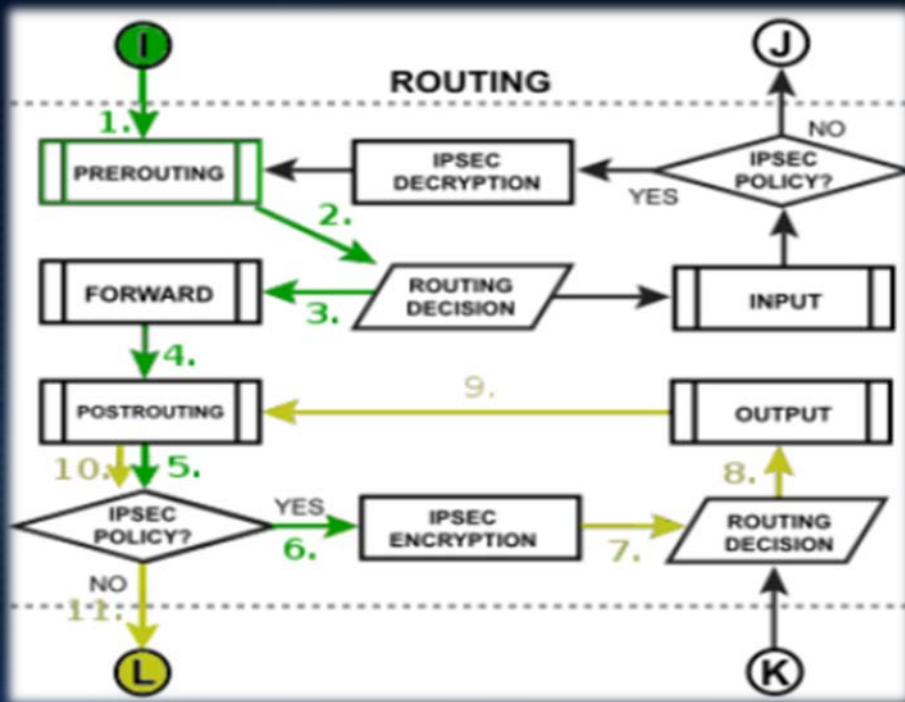 I
J
ROUTING
1.
NO
PREROUTING
IPSEC
DECRYPTION
IPSEC
POLICY?
YES
2.
FORWARD
3.
ROUTING
DECISION
INPUT
4.
9.
POSTROUTING
OUTPUT
10.
5.
8.
IPSEC
POLICY?
YES
6.
IPSEC
ENCRYPTION
7.
ROUTING
DECISION
NO
11.
L
K